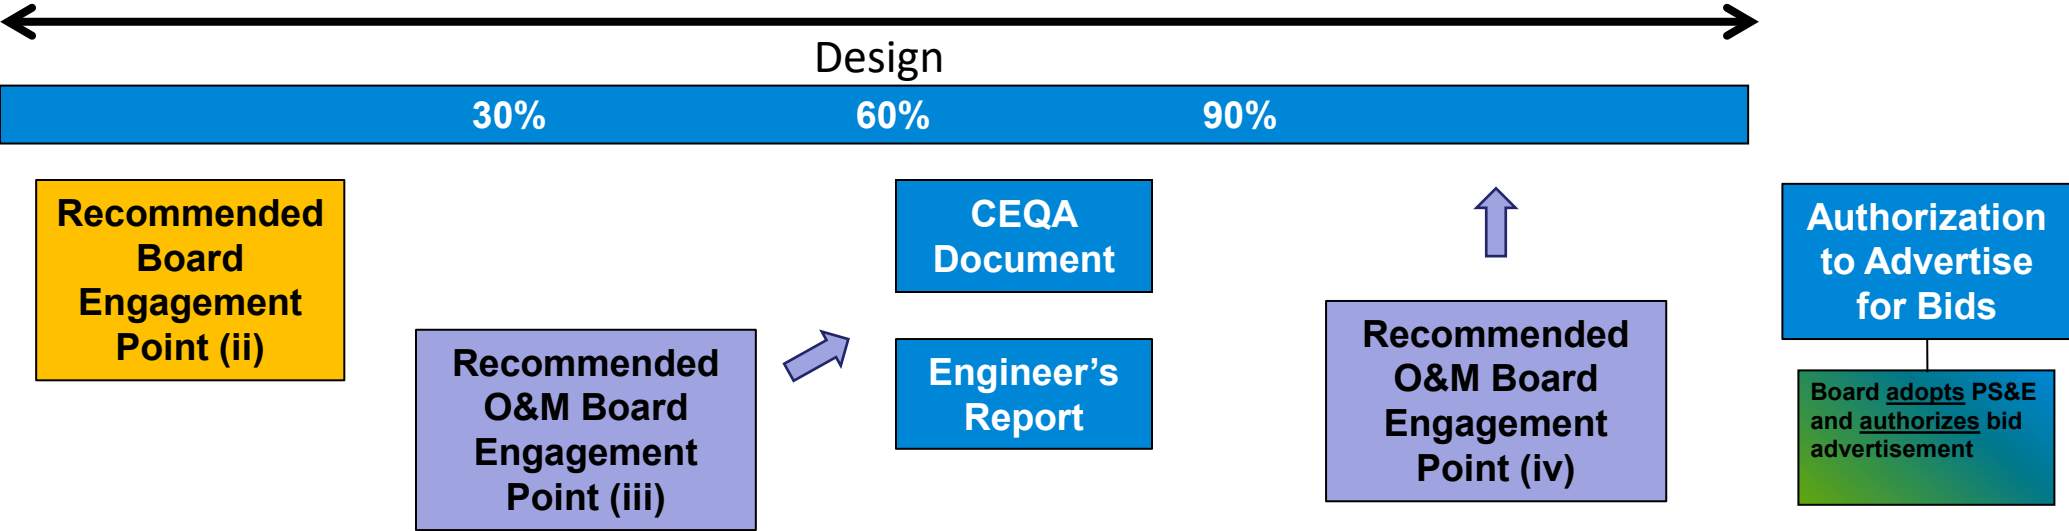 Design
30%
60%
90%
Recommended
Board
Engagement
Point (ii)
Recommended
O&M Board
Engagement
Point (iii)
CEQA
Document
Engineer’s
Report
Recommended
O&M Board
Engagement
Point (iv)
Authorization
to Advertise
for Bids
Board adopts PS&E
and authorizes bid
advertisement